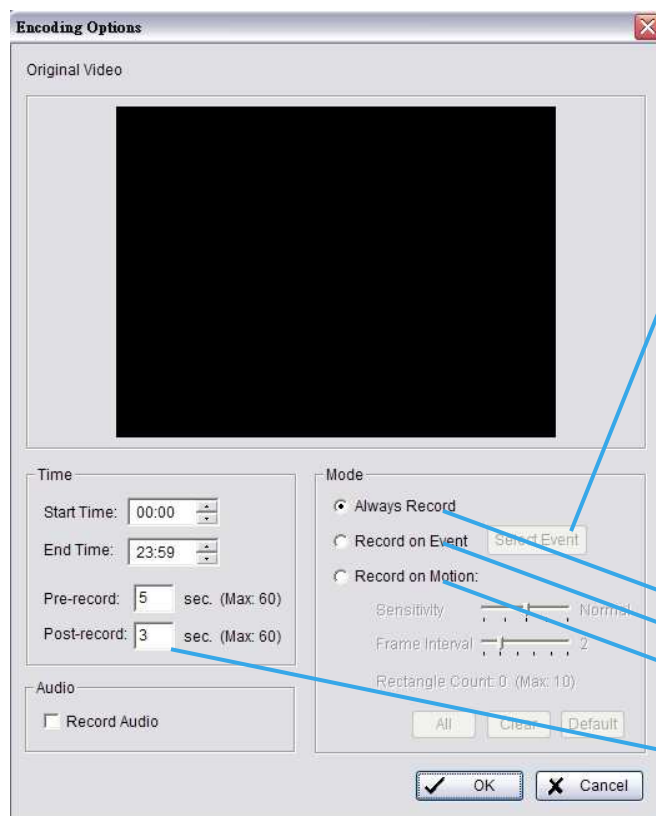 Encoding Options
Original Video
Time
Start Time: 00:00
End Time: 23:59
Pre-record: 5 sec. (Max: 60)
Post-record: 3 sec. (Max: 60)
Audio
Record Audio
Mode
Always Record
Record on Event Select Event
Record on Motion:
Sensitivity Normal
Frame Interval 2
Rectangle Count: 0 (Max: 10)
All Clear Default
OK Cancel